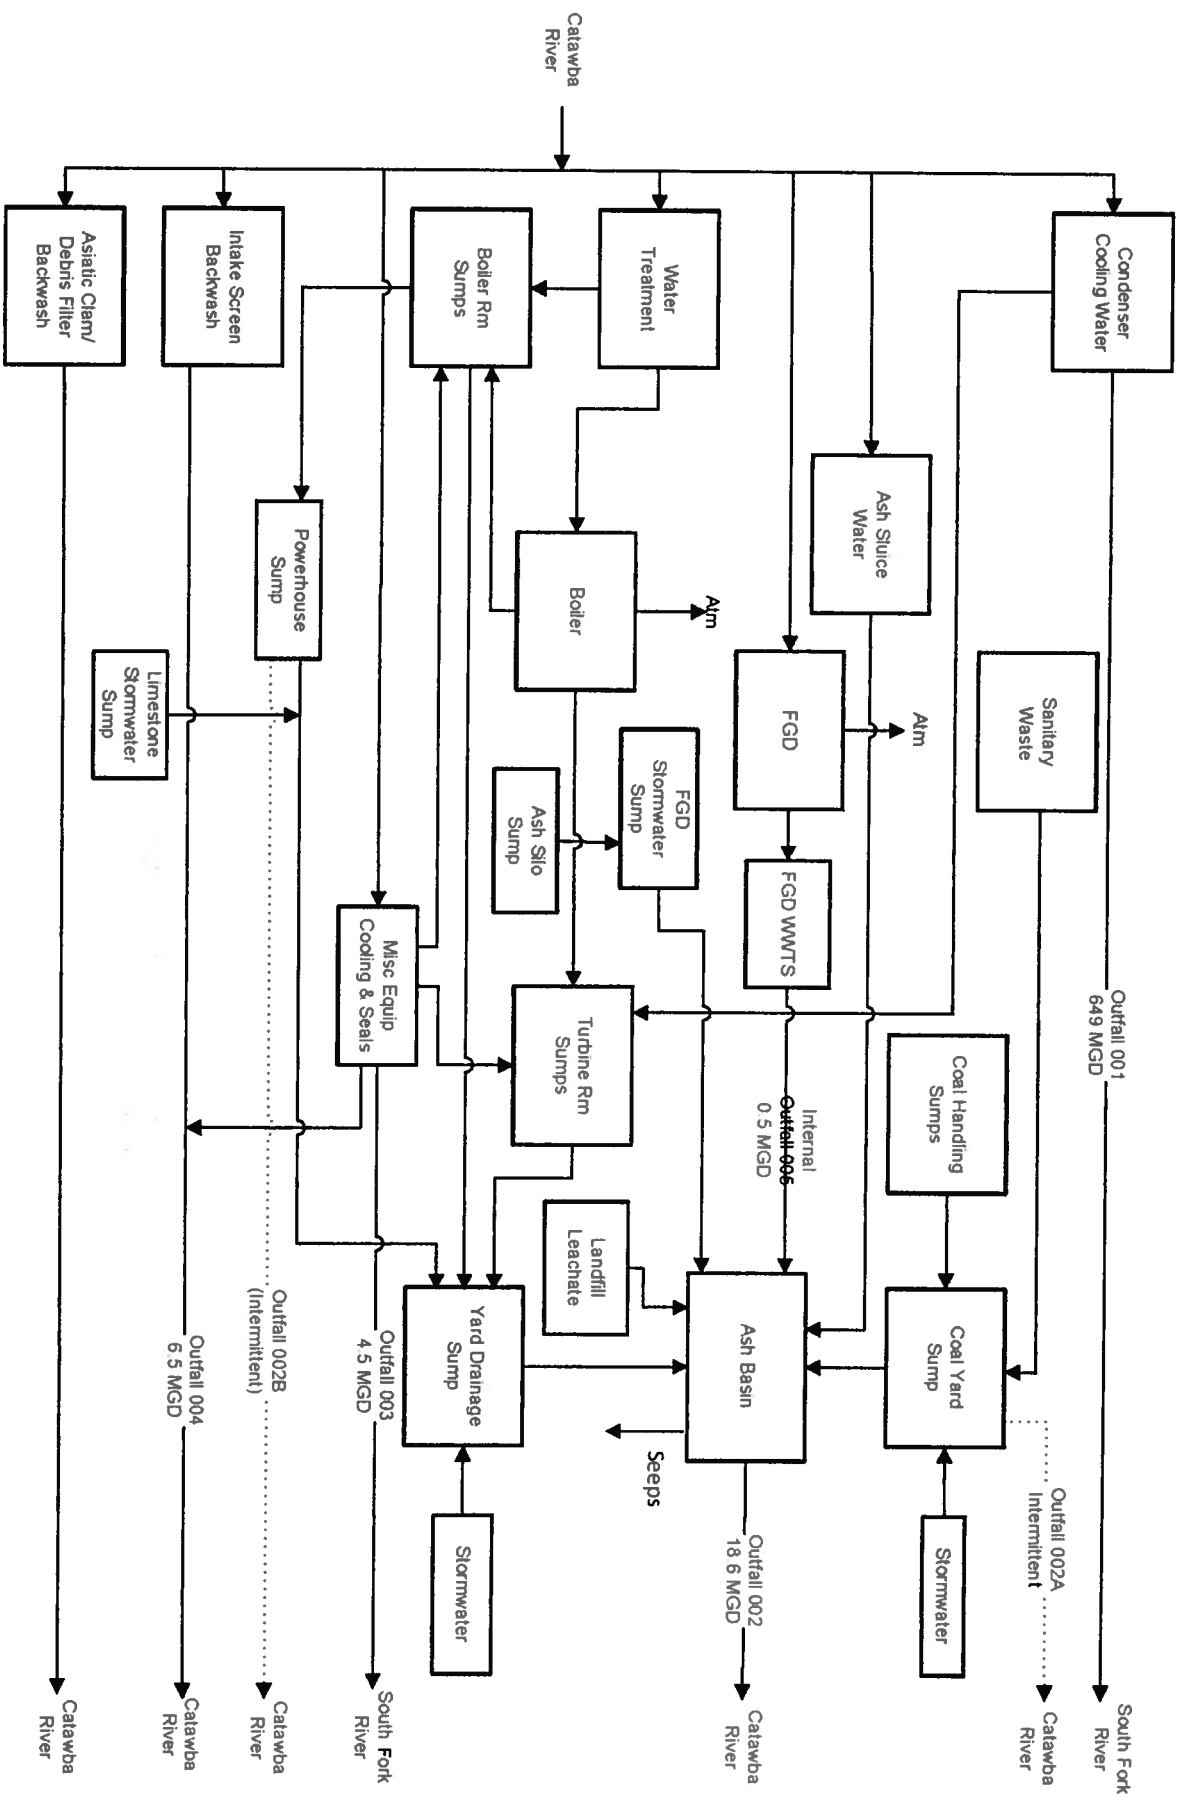 Catawba
River
Condenser
Cooling Water
Outfall 001
649 MGD
South Fork
River
Sanitary
Waste
Coal Handling
Sumps
Coal Yard
Sump
Outfall 002A
Intermittent
Catawba
River
Stormwater
Ash Sluice
Water
Atm
FGD
FGD WWTS
Internal
Outfall 005
0.5 MGD
Ash Basin
Outfall 002
18 6 MGD
Catawba
River
Seeps
Water
Treatment
Atm
Boiler
FGD
Stormwater
Sump
Ash Silo
Sump
Turbine Rm
Sumps
Landfill
Leachate
Boiler Rm
Sumps
Yard Drainage
Sump
Stormwater
Misc Equip
Cooling & Seals
Outfall 003
4.5 MGD
South Fork
River
Powerhouse
Sump
Outfall 002B
(Intermittent)
Catawba
River
Intake Screen
Backwash
Limestone
Stormwater
Sump
Outfall 004
6.5 MGD
Catawba
River
Asiatic Clam/
Debris Filter
Backwash
Catawba
River